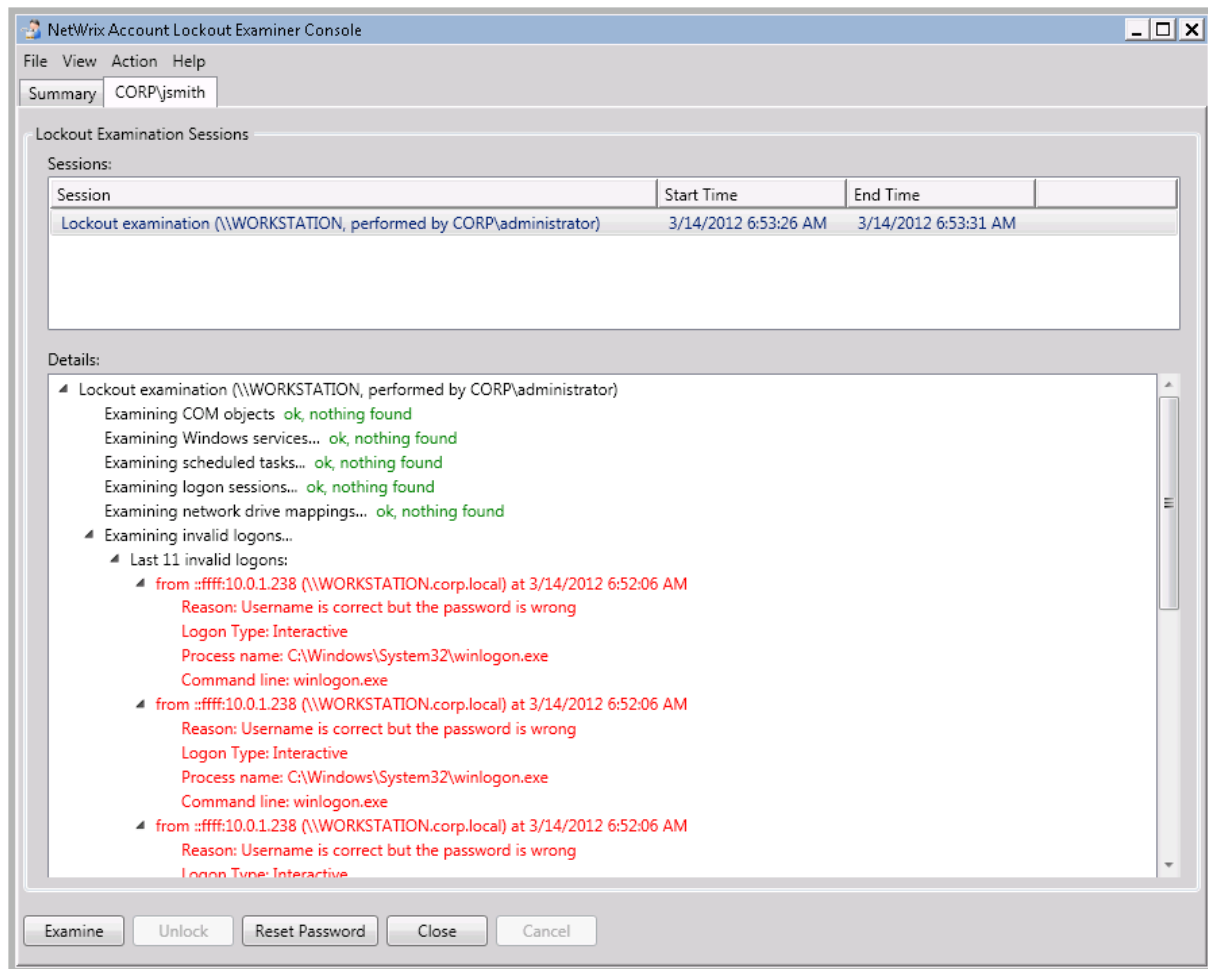 NetWrix Account Lockout Examiner Console
File View Action Help
Summary CORP\jsmith
Lockout Examination Sessions
Sessions:
Session Start Time End Time
Lockout examination (\\WORKSTATION, performed by CORP\administrator) 3/14/2012 6:53:26 AM 3/14/2012 6:53:31 AM
Details:
Lockout examination (\\WORKSTATION, performed by CORP\administrator)
Examining COM objects ok, nothing found
Examining Windows services... ok, nothing found
Examining scheduled tasks... ok, nothing found
Examining logon sessions... ok, nothing found
Examining network drive mappings... ok, nothing found
Examining invalid logons...
Last 11 invalid logons:
from ::ffff:10.0.1.238 (\\WORKSTATION.corp.local) at 3/14/2012 6:52:06 AM
Reason: Username is correct but the password is wrong
Logon Type: Interactive
Process name: C:\Windows\System32\winlogon.exe
Command line: winlogon.exe
from ::ffff:10.0.1.238 (\\WORKSTATION.corp.local) at 3/14/2012 6:52:06 AM
Reason: Username is correct but the password is wrong
Logon Type: Interactive
Process name: C:\Windows\System32\winlogon.exe
Command line: winlogon.exe
from ::ffff:10.0.1.238 (\\WORKSTATION.corp.local) at 3/14/2012 6:52:06 AM
Reason: Username is correct but the password is wrong
Logon Type: Interactive
Examine Unlock Reset Password Close Cancel